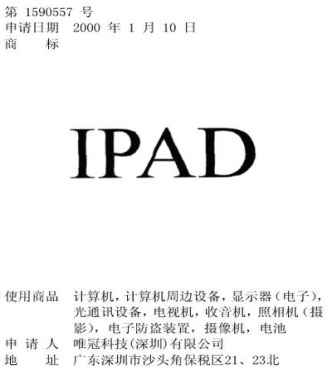 第 1590557 号
申请日期 2000 年 1 月 10 日
商 标
IPAD
使用商品 计算机,计算机周边设备,显示器(电子),
光通讯设备,电视机,收音机,照相机(摄
影),电子防盗装置,摄像机,电池
申 请 人 唯冠科技(深圳)有限公司
地 址 广东深圳市沙头角保税区21、23北